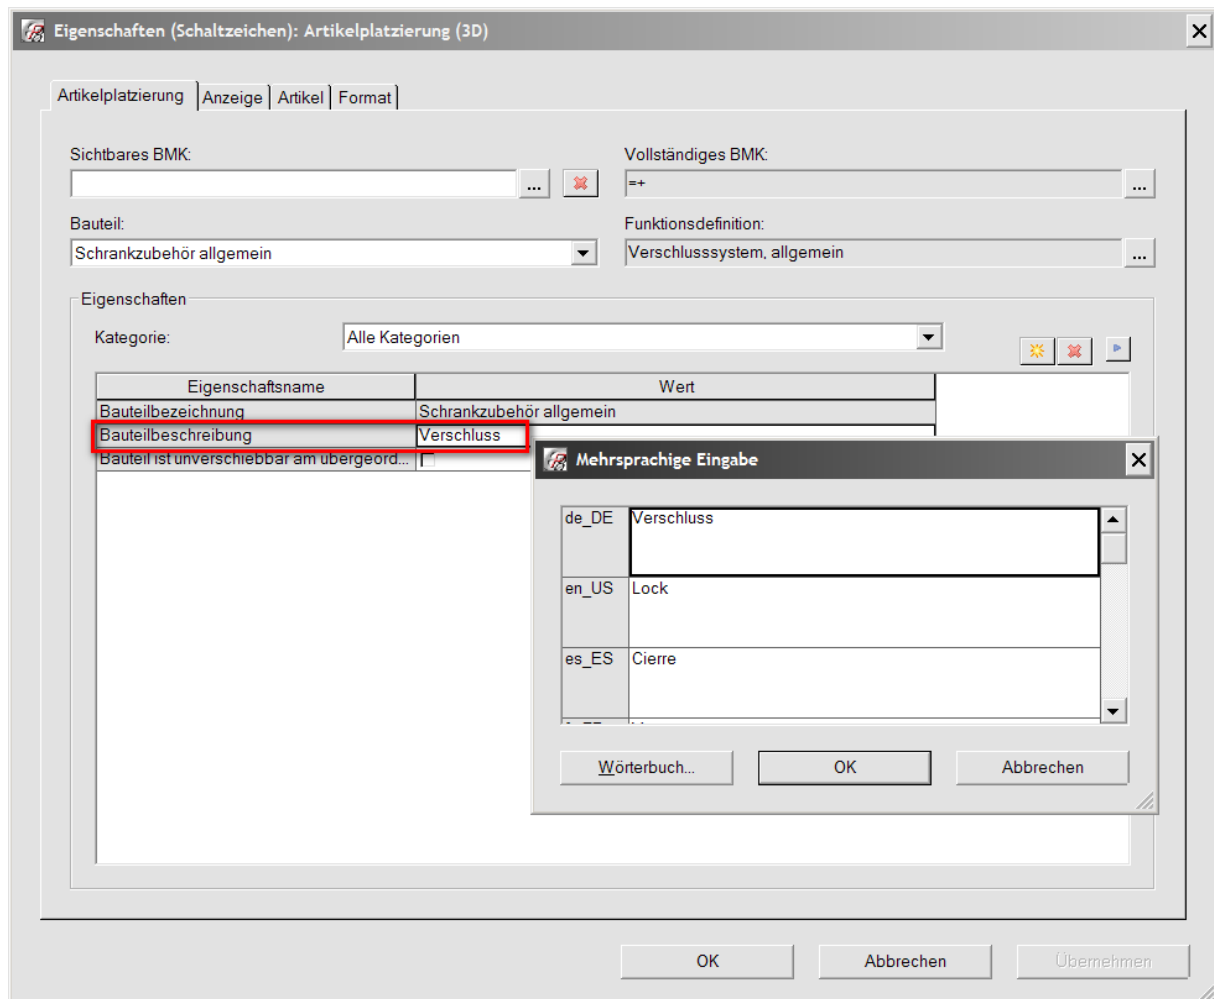 Eigenschaften (Schaltzeichen): Artikelplatzierung (3D)
Artikelplatzierung Anzeige Artikel Format
Sichtbares BMK: Vollständiges BMK:
... =+ ...
Bauteil: Funktionsdefinition:
Schrankzubehör allgemein Verschlusssystem, allgemein ...
Eigenschaften
Kategorie: Alle Kategorien
Eigenschaftsname Wert
Bauteilbezeichnung Schrankzubehör allgemein
Bauteilbeschreibung Verschluss
Bauteil ist unverschiebbar am übergeord...
Mehrsprachige Eingabe
de_DE Verschluss
en_US Lock
es_ES Cierre
Wörterbuch... OK Abbrechen
OK Abbrechen Übernehmen